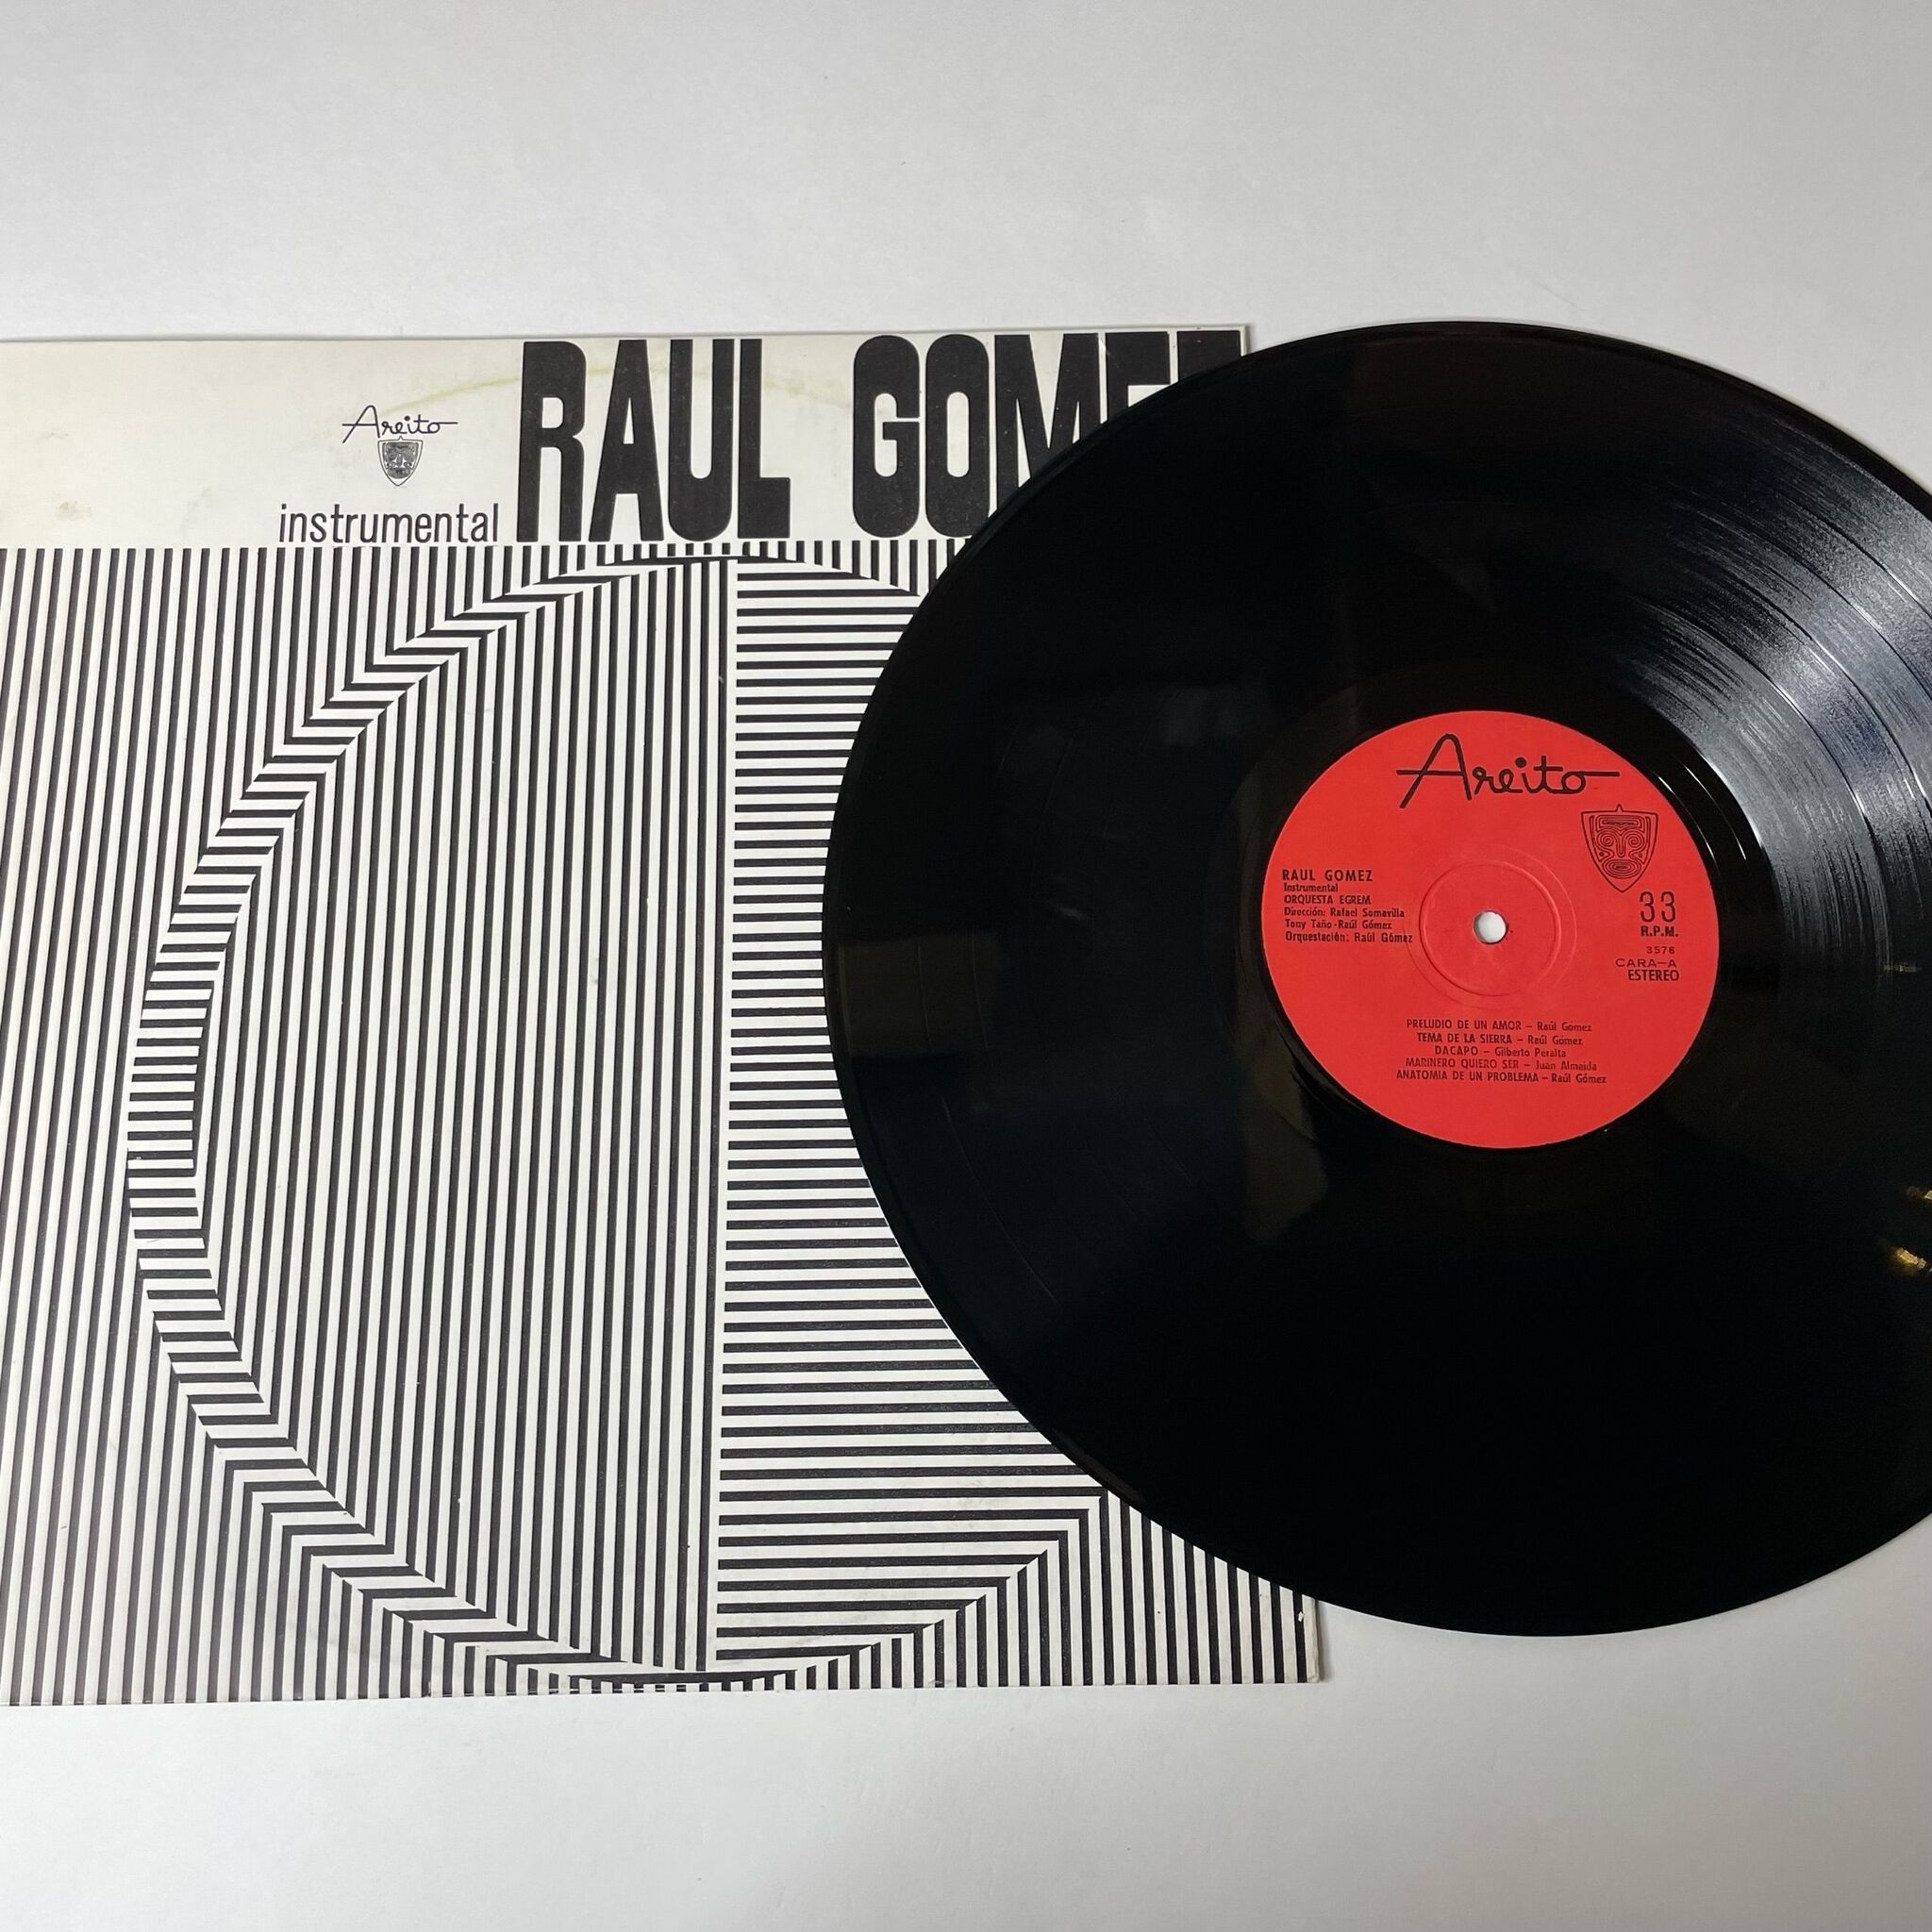 Areito
instrumental RAUL GOME
Areito
RAUL GOMEZ
Instrumental
ORQUESTA EGREM
Dirección: Rafael Somavilla
Tony Taño-Raúl Gómez
Orquestación: Raúl Gómez
33
R.P.M.
3576
CARA-A
ESTEREO
PRELUDIO DE UN AMOR – Raúl Gómez
TEMA DE LA SIERRA – Raúl Gómez
DACAPO – Gilberto Peralta
MARINERO QUIERO SER – Juan Almeida
ANATOMIA DE UN PROBLEMA – Raúl Gómez